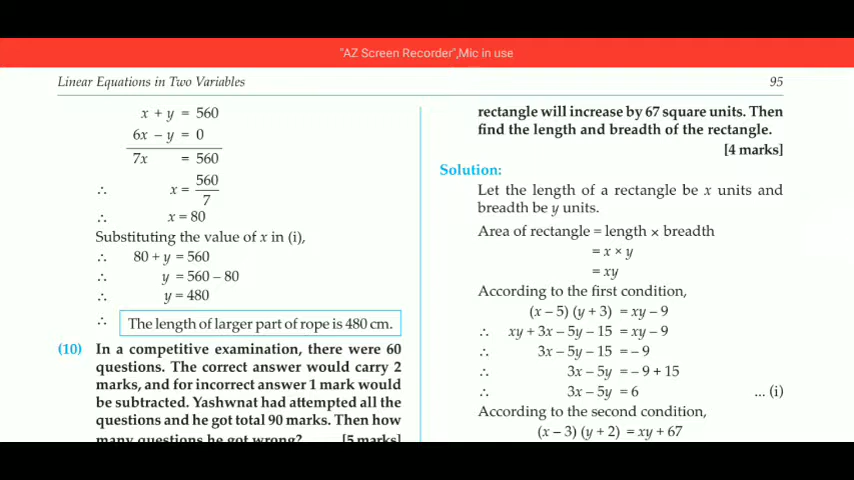 "AZ Screen Recorder",Mic in use
Linear Equations in Two Variables
95
x + y = 560
6x – y = 0
7x = 560
∴ x = 560/7
∴ x = 80
Substituting the value of x in (i),
∴ 80 + y = 560
∴ y = 560 – 80
∴ y = 480
∴ The length of larger part of rope is 480 cm.
(10) In a competitive examination, there were 60
questions. The correct answer would carry 2
marks, and for incorrect answer 1 mark would
be subtracted. Yashwnat had attempted all the
questions and he got total 90 marks. Then how
many questions he got wrong? [5 marks]
rectangle will increase by 67 square units. Then
find the length and breadth of the rectangle.
[4 marks]
Solution:
Let the length of a rectangle be x units and
breadth be y units.
Area of rectangle = length × breadth
= x × y
= xy
According to the first condition,
(x – 5) (y + 3) = xy – 9
∴ xy + 3x – 5y – 15 = xy – 9
∴ 3x – 5y – 15 = – 9
∴ 3x – 5y = – 9 + 15
∴ 3x – 5y = 6 ... (i)
According to the second condition,
(x – 3) (y + 2) = xy + 67